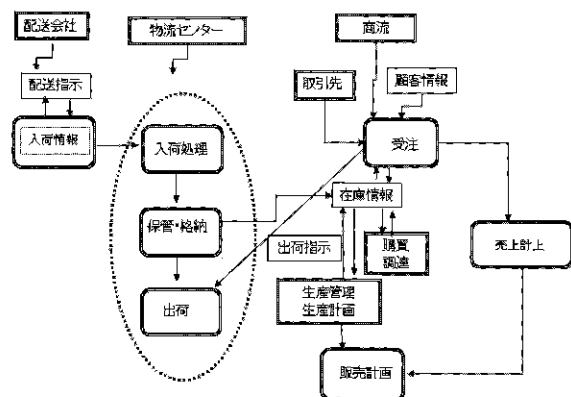 配送会社
物流センター
商流
配送指示
取引先
顧客情報
入荷情報
入荷処理
受注
保管・格納
在庫情報
出荷指示
購買
調達
売上計上
出荷
生産管理
生産計画
販売計画